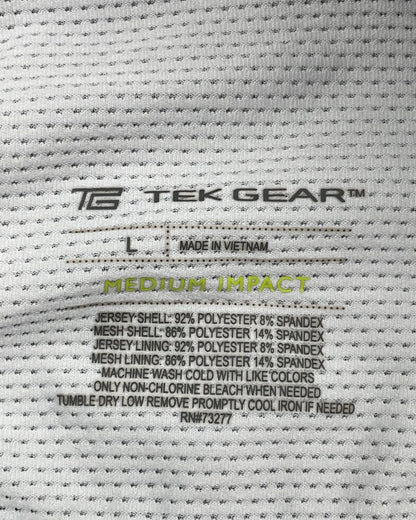 TG TEK GEAR™
L MADE IN VIETNAM
MEDIUM IMPACT
JERSEY SHELL: 92% POLYESTER 8% SPANDEX
MESH SHELL: 86% POLYESTER 14% SPANDEX
JERSEY LINING: 92% POLYESTER 8% SPANDEX
MESH LINING: 86% POLYESTER 14% SPANDEX
MACHINE WASH COLD WITH LIKE COLORS
ONLY NON-CHLORINE BLEACH WHEN NEEDED
TUMBLE DRY LOW REMOVE PROMPTLY COOL IRON IF NEEDED
RN#73277